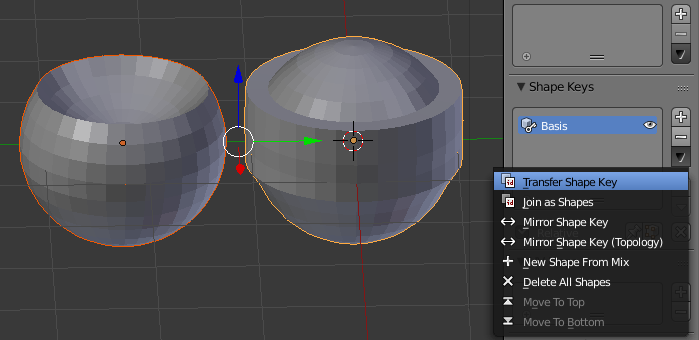 Shape Keys
Basis
Transfer Shape Key
Join as Shapes
Mirror Shape Key
Mirror Shape Key (Topology)
New Shape From Mix
Delete All Shapes
Move To Top
Move To Bottom